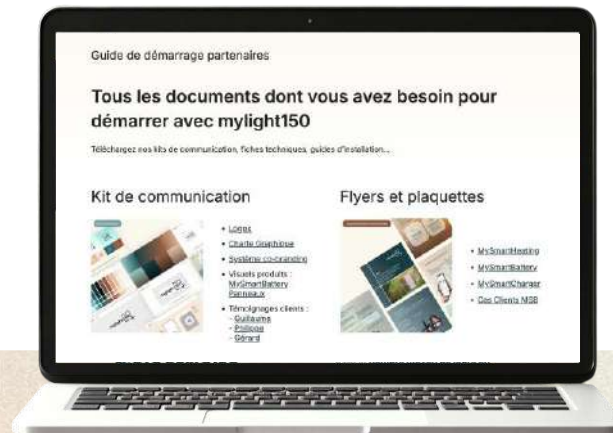 Guide de démarrage partenaires
Tous les documents dont vous avez besoin pour
démarrer avec mylight150
Téléchargez nos kits de communication, fiches techniques, guides d'installation...
Kit de communication
• Logos
• Charte Graphique
• Système co-branding
• Visuels produits :
MySmartBattery
Panneaux
• Témoignages clients :
- Guillaume
- Philippe
- Gérard
Flyers et plaquettes
• MySmartHeating
• MySmartBattery
• MySmartCharger
• Cas Clients MSB